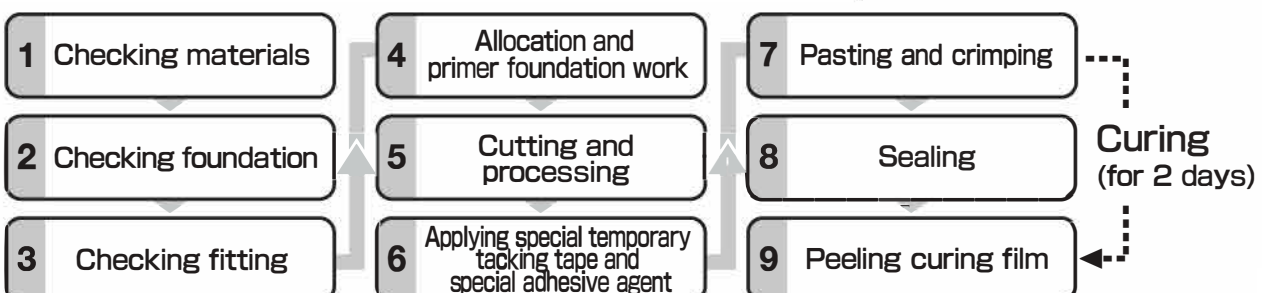 1 Checking materials
2 Checking foundation
3 Checking fitting
4 Allocation and
primer foundation work
5 Cutting and
processing
6 Applying special temporary
tacking tape and
special adhesive agent
7 Pasting and crimping
8 Sealing
9 Peeling curing film
Curing
(for 2 days)